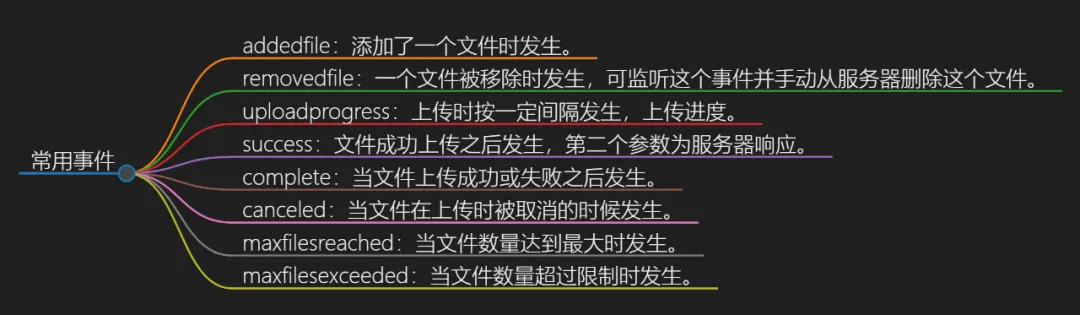 常用事件
addedfile：添加了一个文件时发生。
removedfile：一个文件被移除时发生，可监听这个事件并手动从服务器删除这个文件。
uploadprogress：上传时按一定间隔发生，上传进度。
success：文件成功上传之后发生，第二个参数为服务器响应。
complete：当文件上传成功或失败之后发生。
canceled：当文件在上传时被取消的时候发生。
maxfilesreached：当文件数量达到最大时发生。
maxfilesexceeded：当文件数量超过限制时发生。